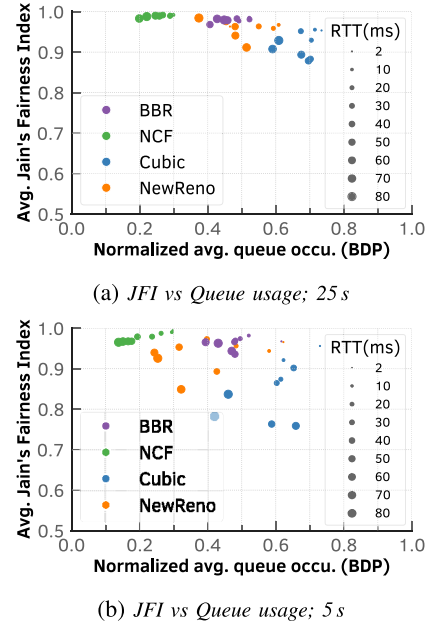 Avg. Jain's Fairness Index
1.0
0.9
0.8
0.7
0.6
0.5
BBR
NCF
Cubic
NewReno
RTT(ms)
2
10
20
30
40
50
60
70
80
0.0 0.2 0.4 0.6 0.8 1.0
Normalized avg. queue occu. (BDP)
(a) JFI vs Queue usage; 25 s
Avg. Jain's Fairness Index
1.0
0.9
0.8
0.7
0.6
0.5
BBR
NCF
Cubic
NewReno
RTT(ms)
2
10
20
30
40
50
60
70
80
0.0 0.2 0.4 0.6 0.8 1.0
Normalized avg. queue occu. (BDP)
(b) JFI vs Queue usage; 5 s